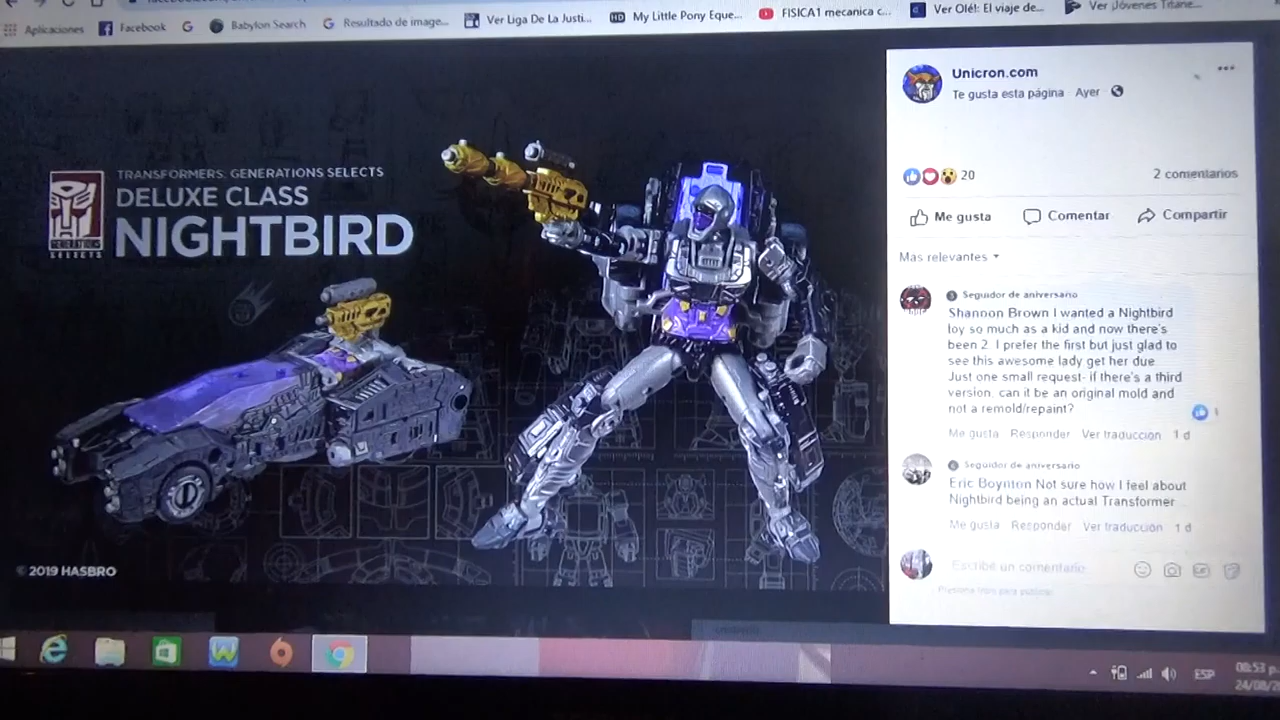 Aplicaciones Facebook Babylon Search Resultado de image... Ver Liga De La Justi... My Little Pony Eque... FISICA1 mecanica c... Ver Olé!: El viaje de... Ver ¡Jóvenes Titane...
TRANSFORMERS: GENERATIONS SELECTS
DELUXE CLASS
NIGHTBIRD
GENERATIONS
SELECTS
© 2019 HASBRO
Unicron.com
Te gusta esta página Ayer
20 2 comentarios
Me gusta Comentar Compartir
Más relevantes
Seguidor de aniversario
Shannon Brown I wanted a Nightbird
toy so much as a kid and now there's
been 2. I prefer the first but just glad to
see this awesome lady get her due
Just one small request- if there's a third
version, can it be an original mold and
not a remold/repaint?
1
Me gusta Responder Ver traducción 1 d
Seguidor de aniversario
Eric Boynton Not sure how I feel about
Nightbird being an actual Transformer
Me gusta Responder Ver traducción 1 d
Escribe un comentario
ESP
08:53 p
24/08/2